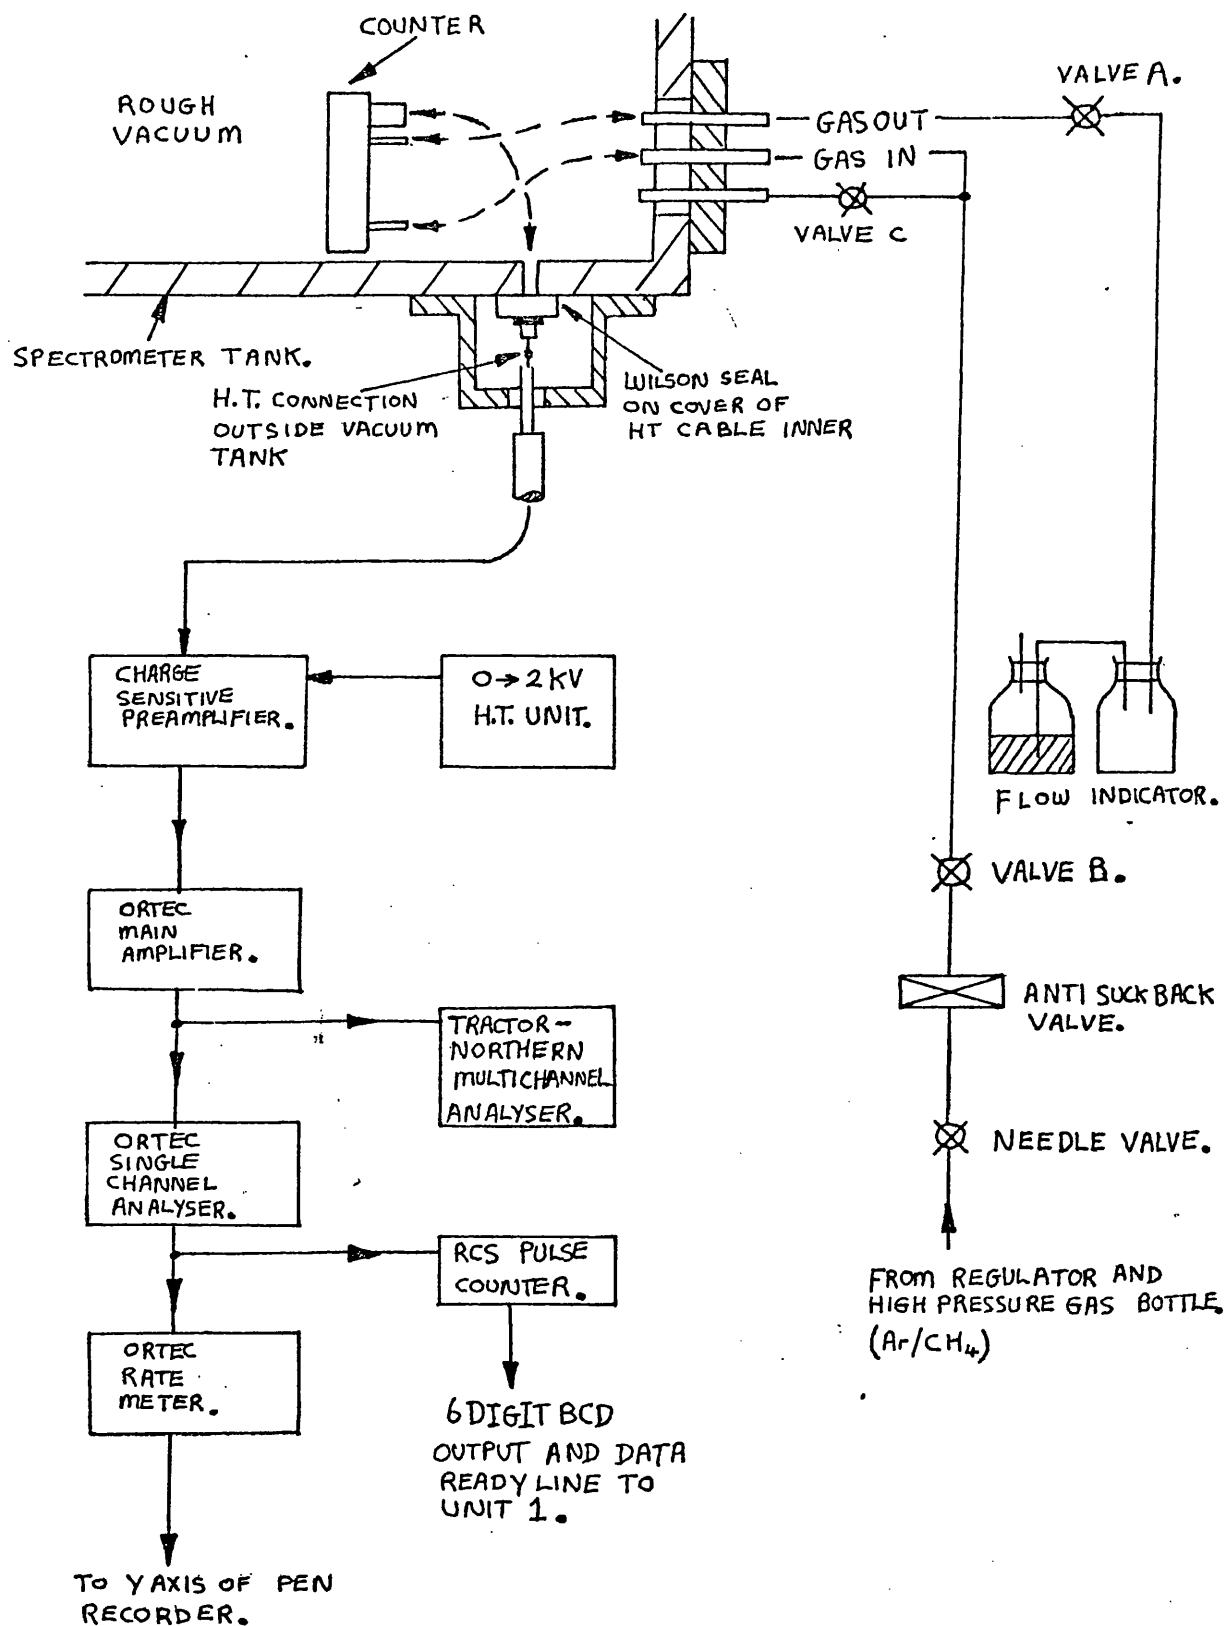 COUNTER
ROUGH
VACUUM
VALVE A.
GAS OUT
GAS IN
VALVE C
SPECTROMETER TANK.
H.T. CONNECTION
OUTSIDE VACUUM
TANK
WILSON SEAL
ON COVER OF
HT CABLE INNER
CHARGE
SENSITIVE
PREAMPLIFIER.
O→2KV
H.T. UNIT.
FLOW INDICATOR.
VALVE B.
ORTEC
MAIN
AMPLIFIER.
ANTI SUCKBACK
VALVE.
TRACTOR-
NORTHERN
MULTICHANNEL
ANALYSER.
ORTEC
SINGLE
CHANNEL
ANALYSER.
NEEDLE VALVE.
RCS PULSE
COUNTER.
FROM REGULATOR AND
HIGH PRESSURE GAS BOTTLE.
(Ar/CH₄)
ORTEC
RATE
METER.
6 DIGIT BCD
OUTPUT AND DATA
READY LINE TO
UNIT 1.
TO Y AXIS OF PEN
RECORDER.